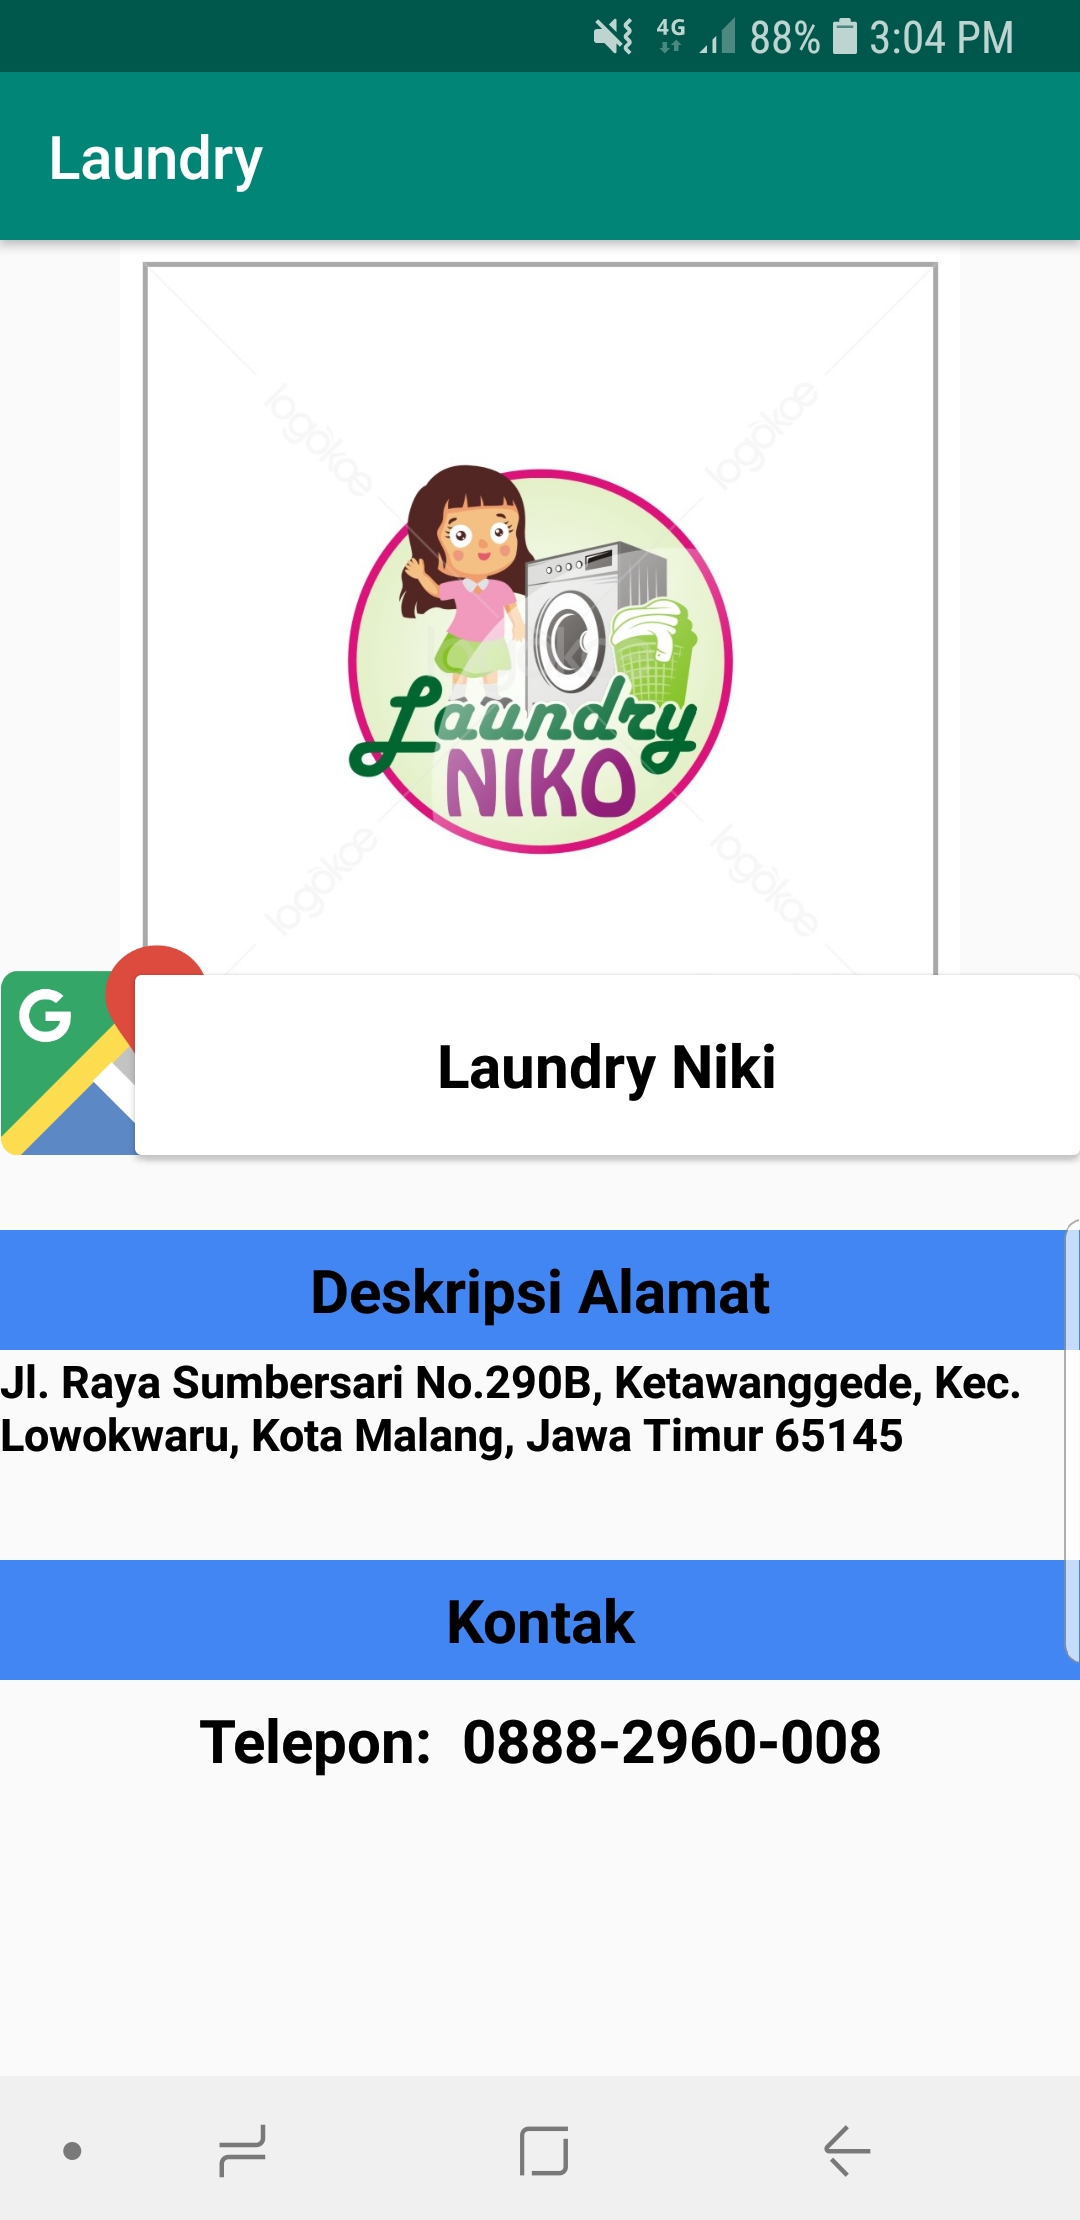 4G 88% 3:04 PM
Laundry
logokoe logokoe
Laundry
NIKO
logokoe logokoe
G
Laundry Niki
Deskripsi Alamat
Jl. Raya Sumbersari No.290B, Ketawanggede, Kec.
Lowokwaru, Kota Malang, Jawa Timur 65145
Kontak
Telepon: 0888-2960-008